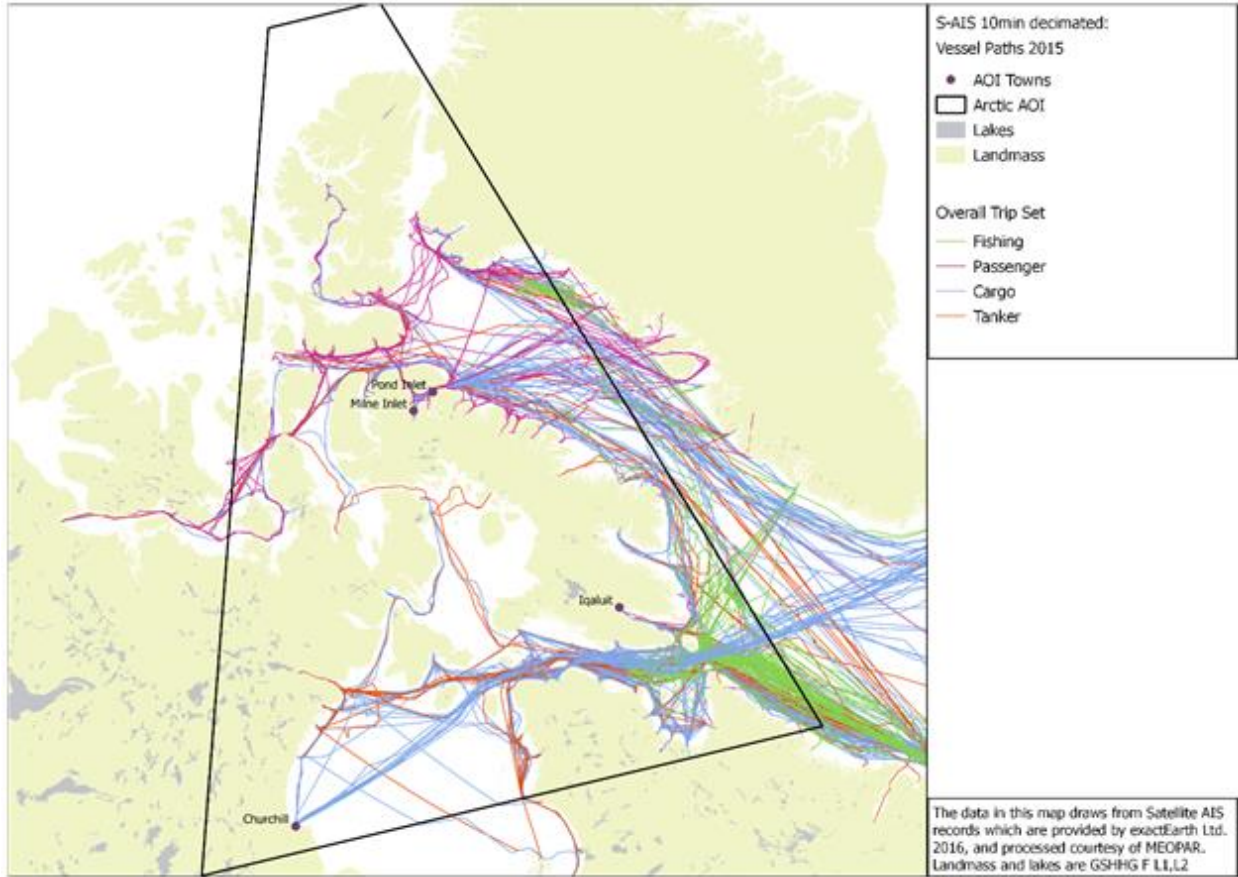 S-AIS 10min decimated:
Vessel Paths 2015
AOI Towns
Arctic AOI
Lakes
Landmass
Overall Trip Set
Fishing
Passenger
Cargo
Tanker
Pond Inlet
Milne Inlet
Iqaluit
Churchill
The data in this map draws from Satellite AIS
records which are provided by exactEarth Ltd.
2016, and processed courtesy of MEOPAR.
Landmass and lakes are GSHHG F L1,L2